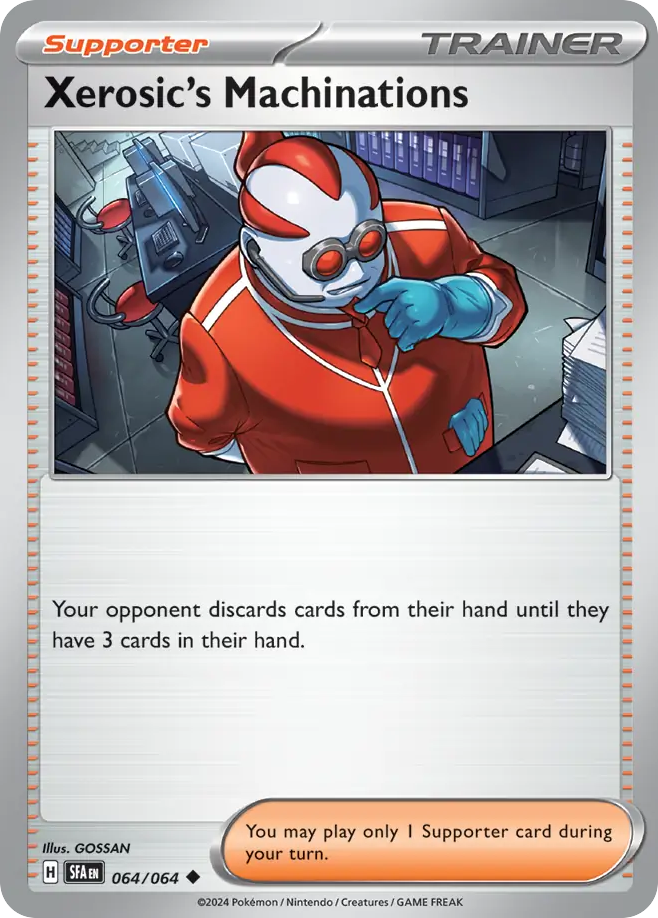 Supporter
TRAINER
Xerosic's Machinations
Your opponent discards cards from their hand until they
have 3 cards in their hand.
Illus. GOSSAN
You may play only 1 Supporter card during
your turn.
H SFA EN 064/064 ◆
©2024 Pokémon / Nintendo / Creatures / GAME FREAK